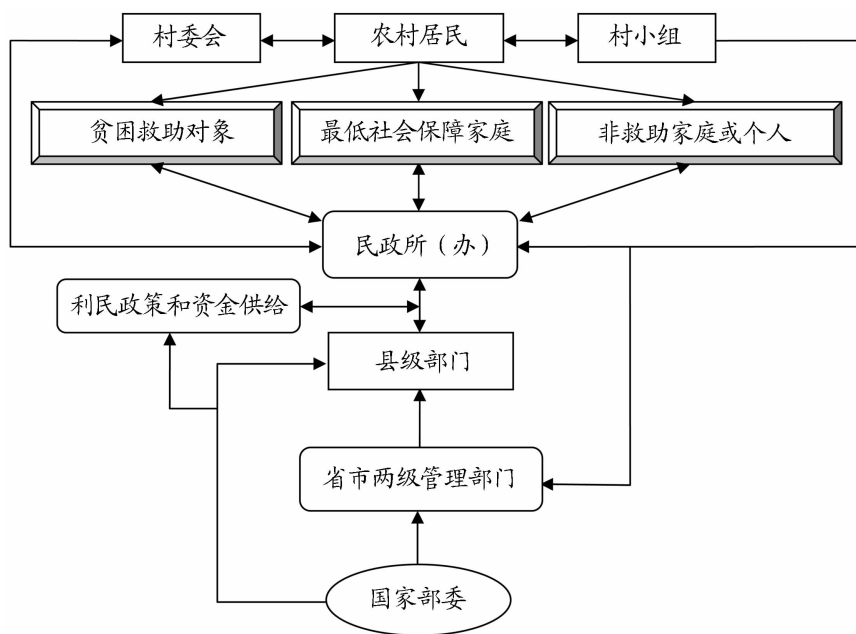 村委会
农村居民
村小组
贫困救助对象
最低社会保障家庭
非救助家庭或个人
民政所（办）
利民政策和资金供给
县级部门
省市两级管理部门
国家部委